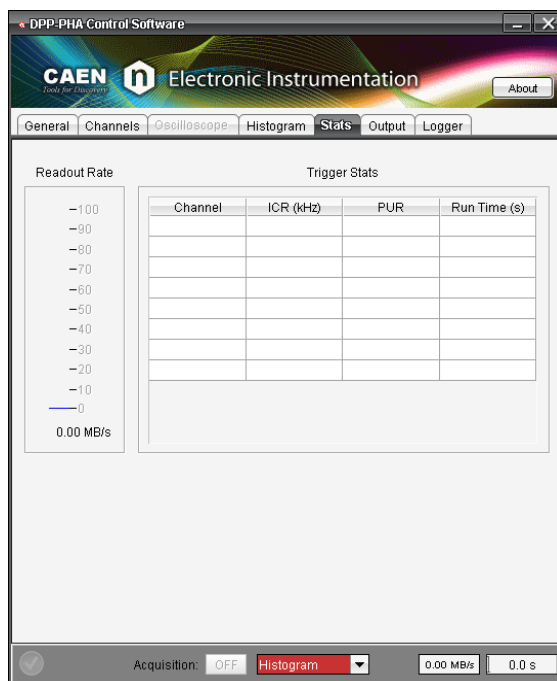 DPP-PHA Control Software
CAEN n Electronic Instrumentation
Tools for Discovery
About
General Channels Oscilloscope Histogram Stats Output Logger
Readout Rate
100
90
80
70
60
50
40
30
20
10
0
0.00 MB/s
Trigger Stats
Channel ICR (kHz) PUR Run Time (s)
Acquisition: OFF Histogram 0.00 MB/s 0.0 s